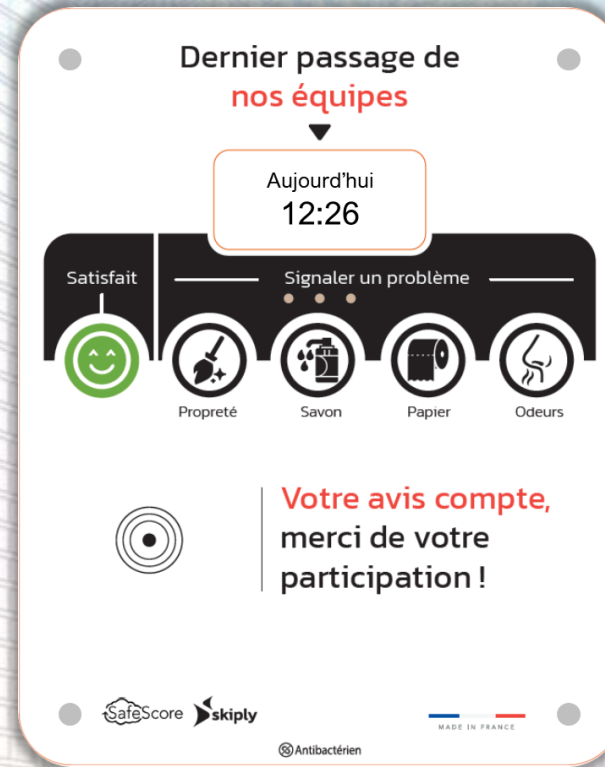 Dernier passage de
nos équipes
Aujourd'hui
12:26
Satisfait
Signaler un problème
Propreté
Savon
Papier
Odeurs
Votre avis compte,
merci de votre
participation !
SafeScore skiply
MADE IN FRANCE
Antibactérien